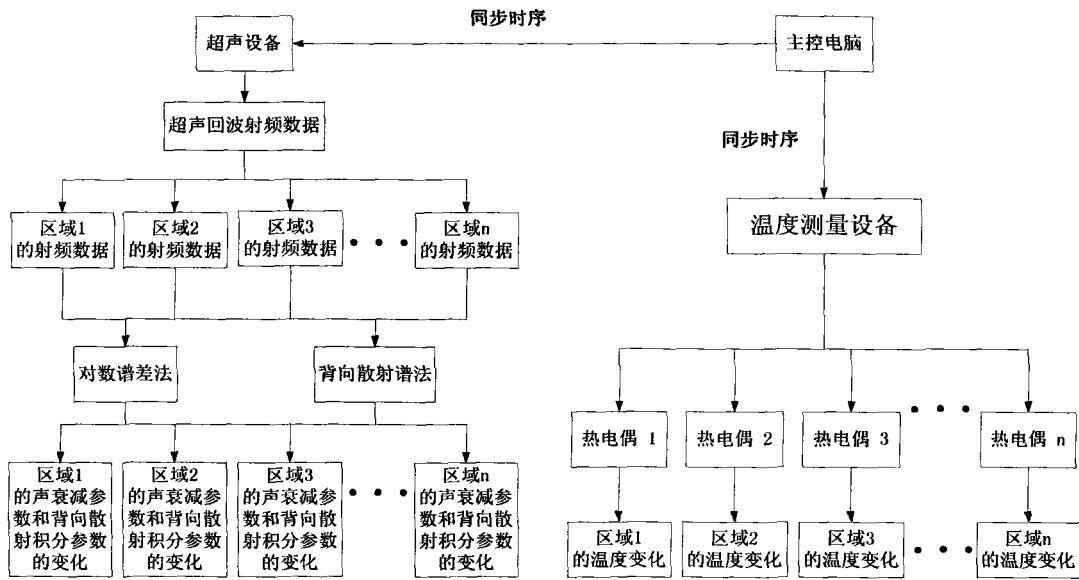 同步时序
超声设备
主控电脑
超声回波射频数据
同步时序
区域1
的射频数据
区域2
的射频数据
区域3
的射频数据
区域n
的射频数据
温度测量设备
对数谱差法
背向散射谱法
热电偶 1
热电偶 2
热电偶 3
热电偶 n
区域1
的声衰减参
数和背向散
射积分参数
的变化
区域2
的声衰减参
数和背向散
射积分参数
的变化
区域3
的声衰减参
数和背向散
射积分参数
的变化
区域n
的声衰减参
数和背向散
射积分参数
的变化
区域1
的温度变化
区域2
的温度变化
区域3
的温度变化
区域n
的温度变化